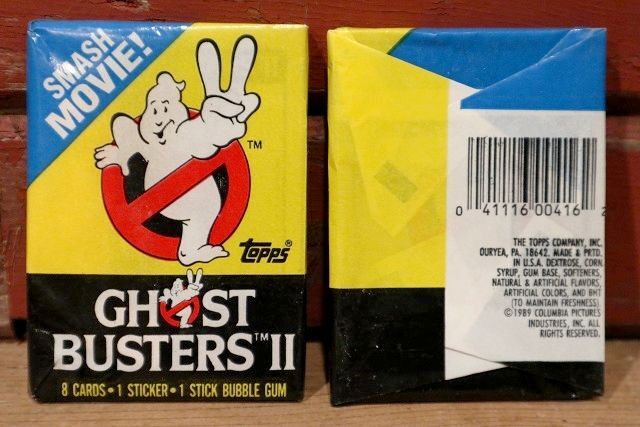 SMASH
MOVIE!
TM
Topps®
GHOST
BUSTERS™ II
8 CARDS • 1 STICKER • 1 STICK BUBBLE GUM
0 41116 00416 2
THE TOPPS COMPANY, INC.
DURYEA, PA. 18642. MADE & PRTD.
IN U.S.A. DEXTROSE, CORN
SYRUP, GUM BASE, SOFTENERS,
NATURAL & ARTIFICIAL FLAVORS,
ARTIFICIAL COLORS, AND BHT
(TO MAINTAIN FRESHNESS).
©1989 COLUMBIA PICTURES
INDUSTRIES, INC. ALL
RIGHTS RESERVED.